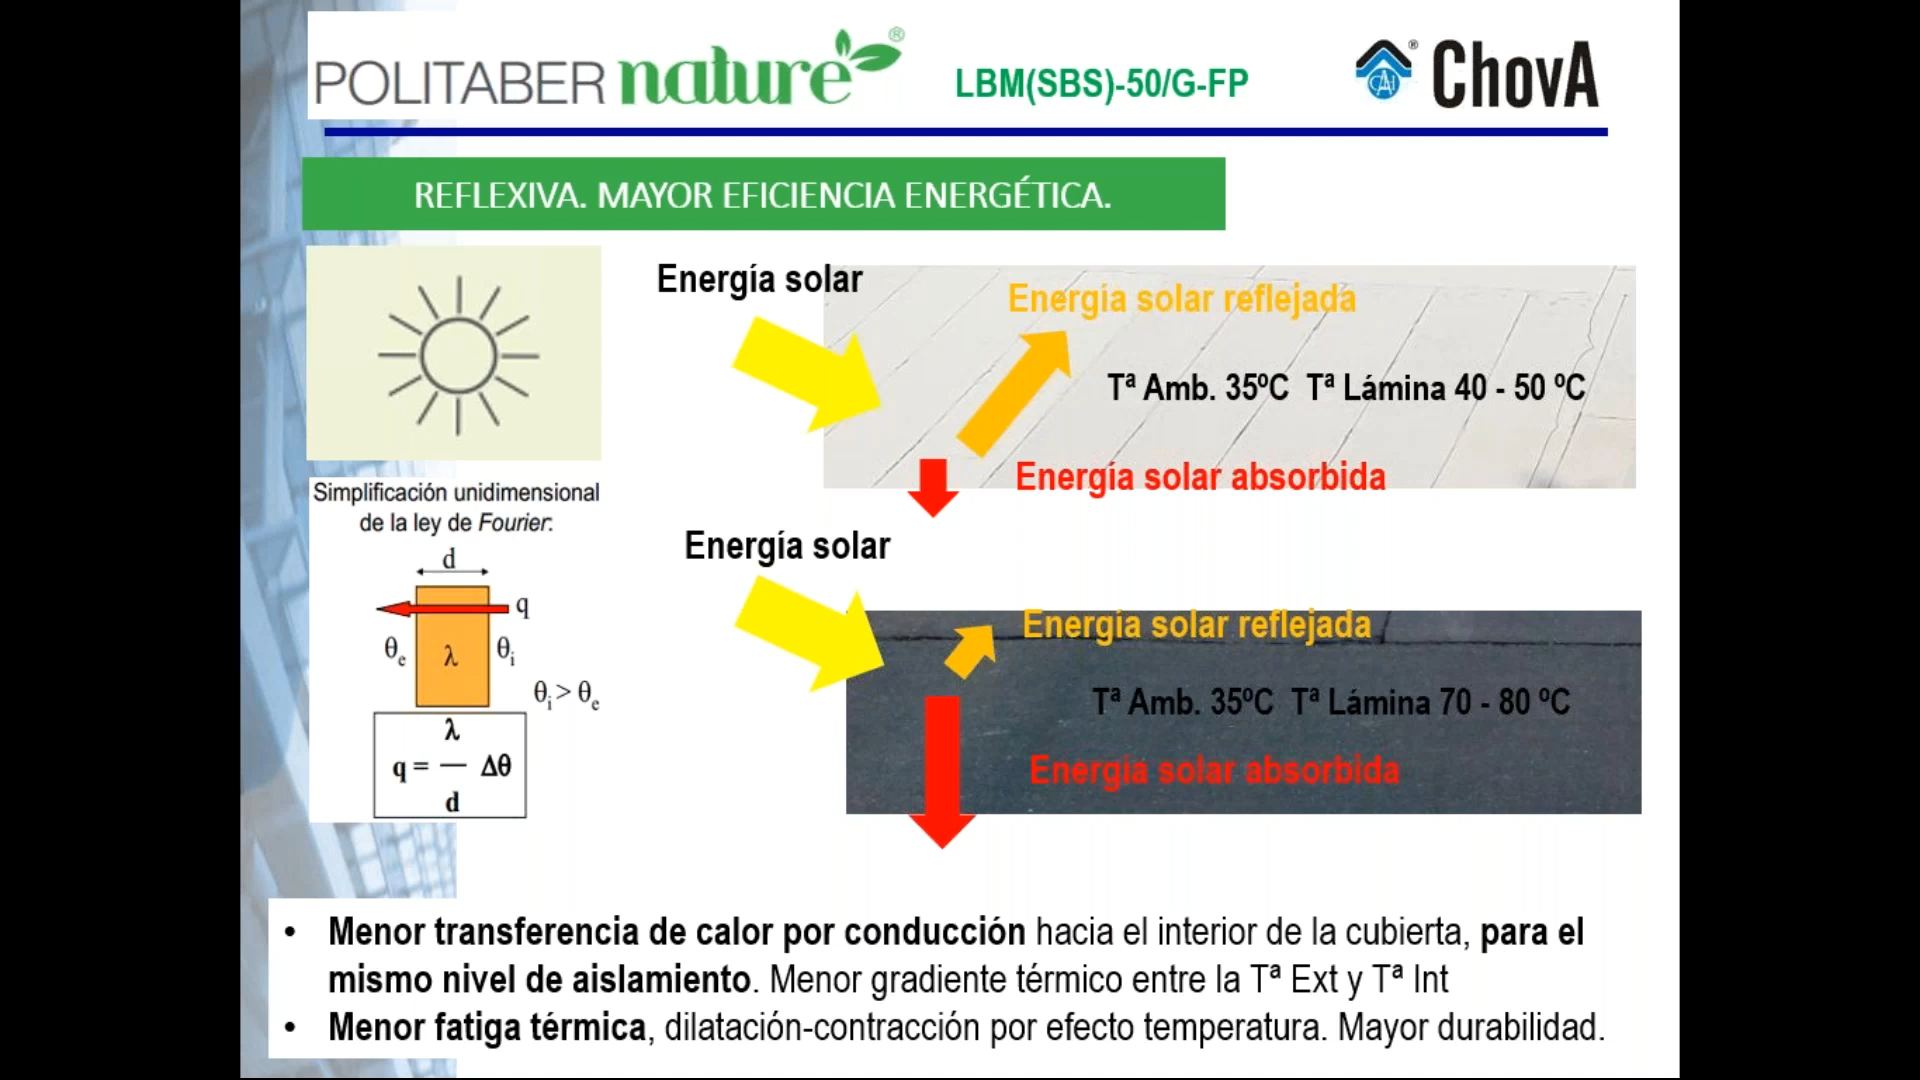 POLITABER nature®
LBM(SBS)-50/G-FP
® ChovA
REFLEXIVA. MAYOR EFICIENCIA ENERGÉTICA.
Energía solar
Energía solar reflejada
Tª Amb. 35ºC Tª Lámina 40 - 50 ºC
Energía solar absorbida
Simplificación unidimensional
de la ley de Fourier:
d
q
θe λ θi
θi > θe
λ
q = — Δθ
d
Energía solar
Energía solar reflejada
Tª Amb. 35ºC Tª Lámina 70 - 80 ºC
Energía solar absorbida
• Menor transferencia de calor por conducción hacia el interior de la cubierta, para el
mismo nivel de aislamiento. Menor gradiente térmico entre la Tª Ext y Tª Int
• Menor fatiga térmica, dilatación-contracción por efecto temperatura. Mayor durabilidad.